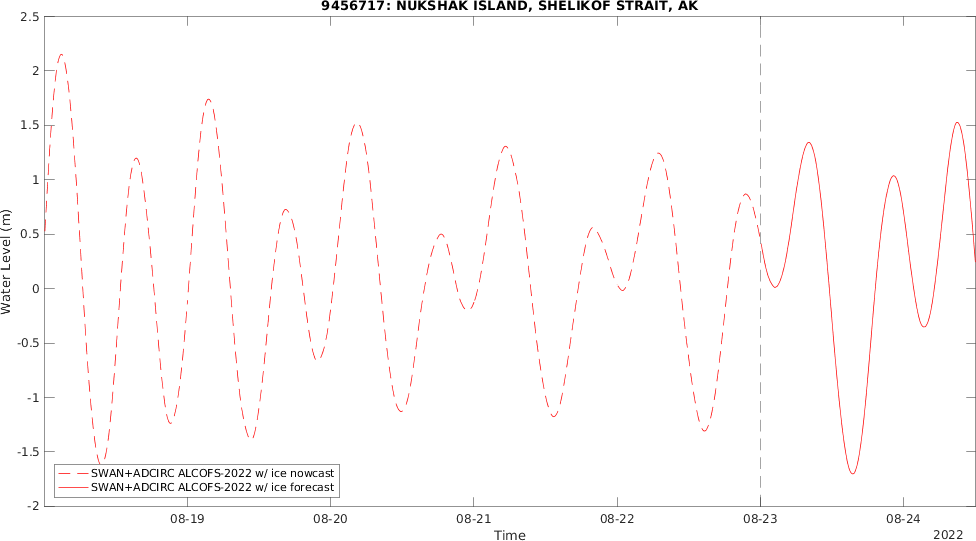 9456717: NUKSHAK ISLAND, SHELIKOF STRAIT, AK
2.5
2
1.5
1
0.5
0
-0.5
-1
-1.5
-2
Water Level (m)
SWAN+ADCIRC ALCOFS-2022 w/ ice nowcast
SWAN+ADCIRC ALCOFS-2022 w/ ice forecast
08-19 08-20 08-21 08-22 08-23 08-24
Time
2022